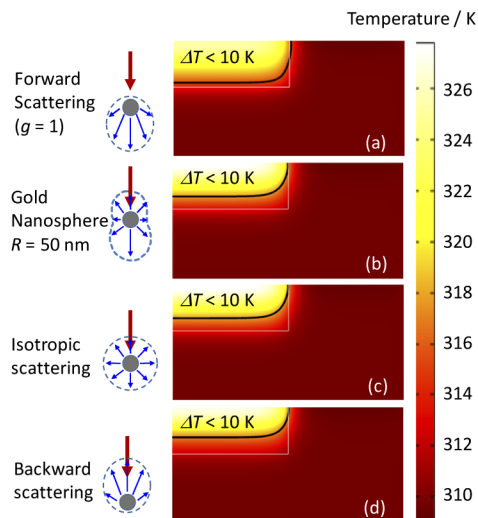 Temperature / K
Forward
Scattering
(g = 1)
ΔT < 10 K
(a)
Gold
Nanosphere
R = 50 nm
ΔT < 10 K
(b)
Isotropic
scattering
ΔT < 10 K
(c)
Backward
scattering
ΔT < 10 K
(d)
326
324
322
320
318
316
314
312
310